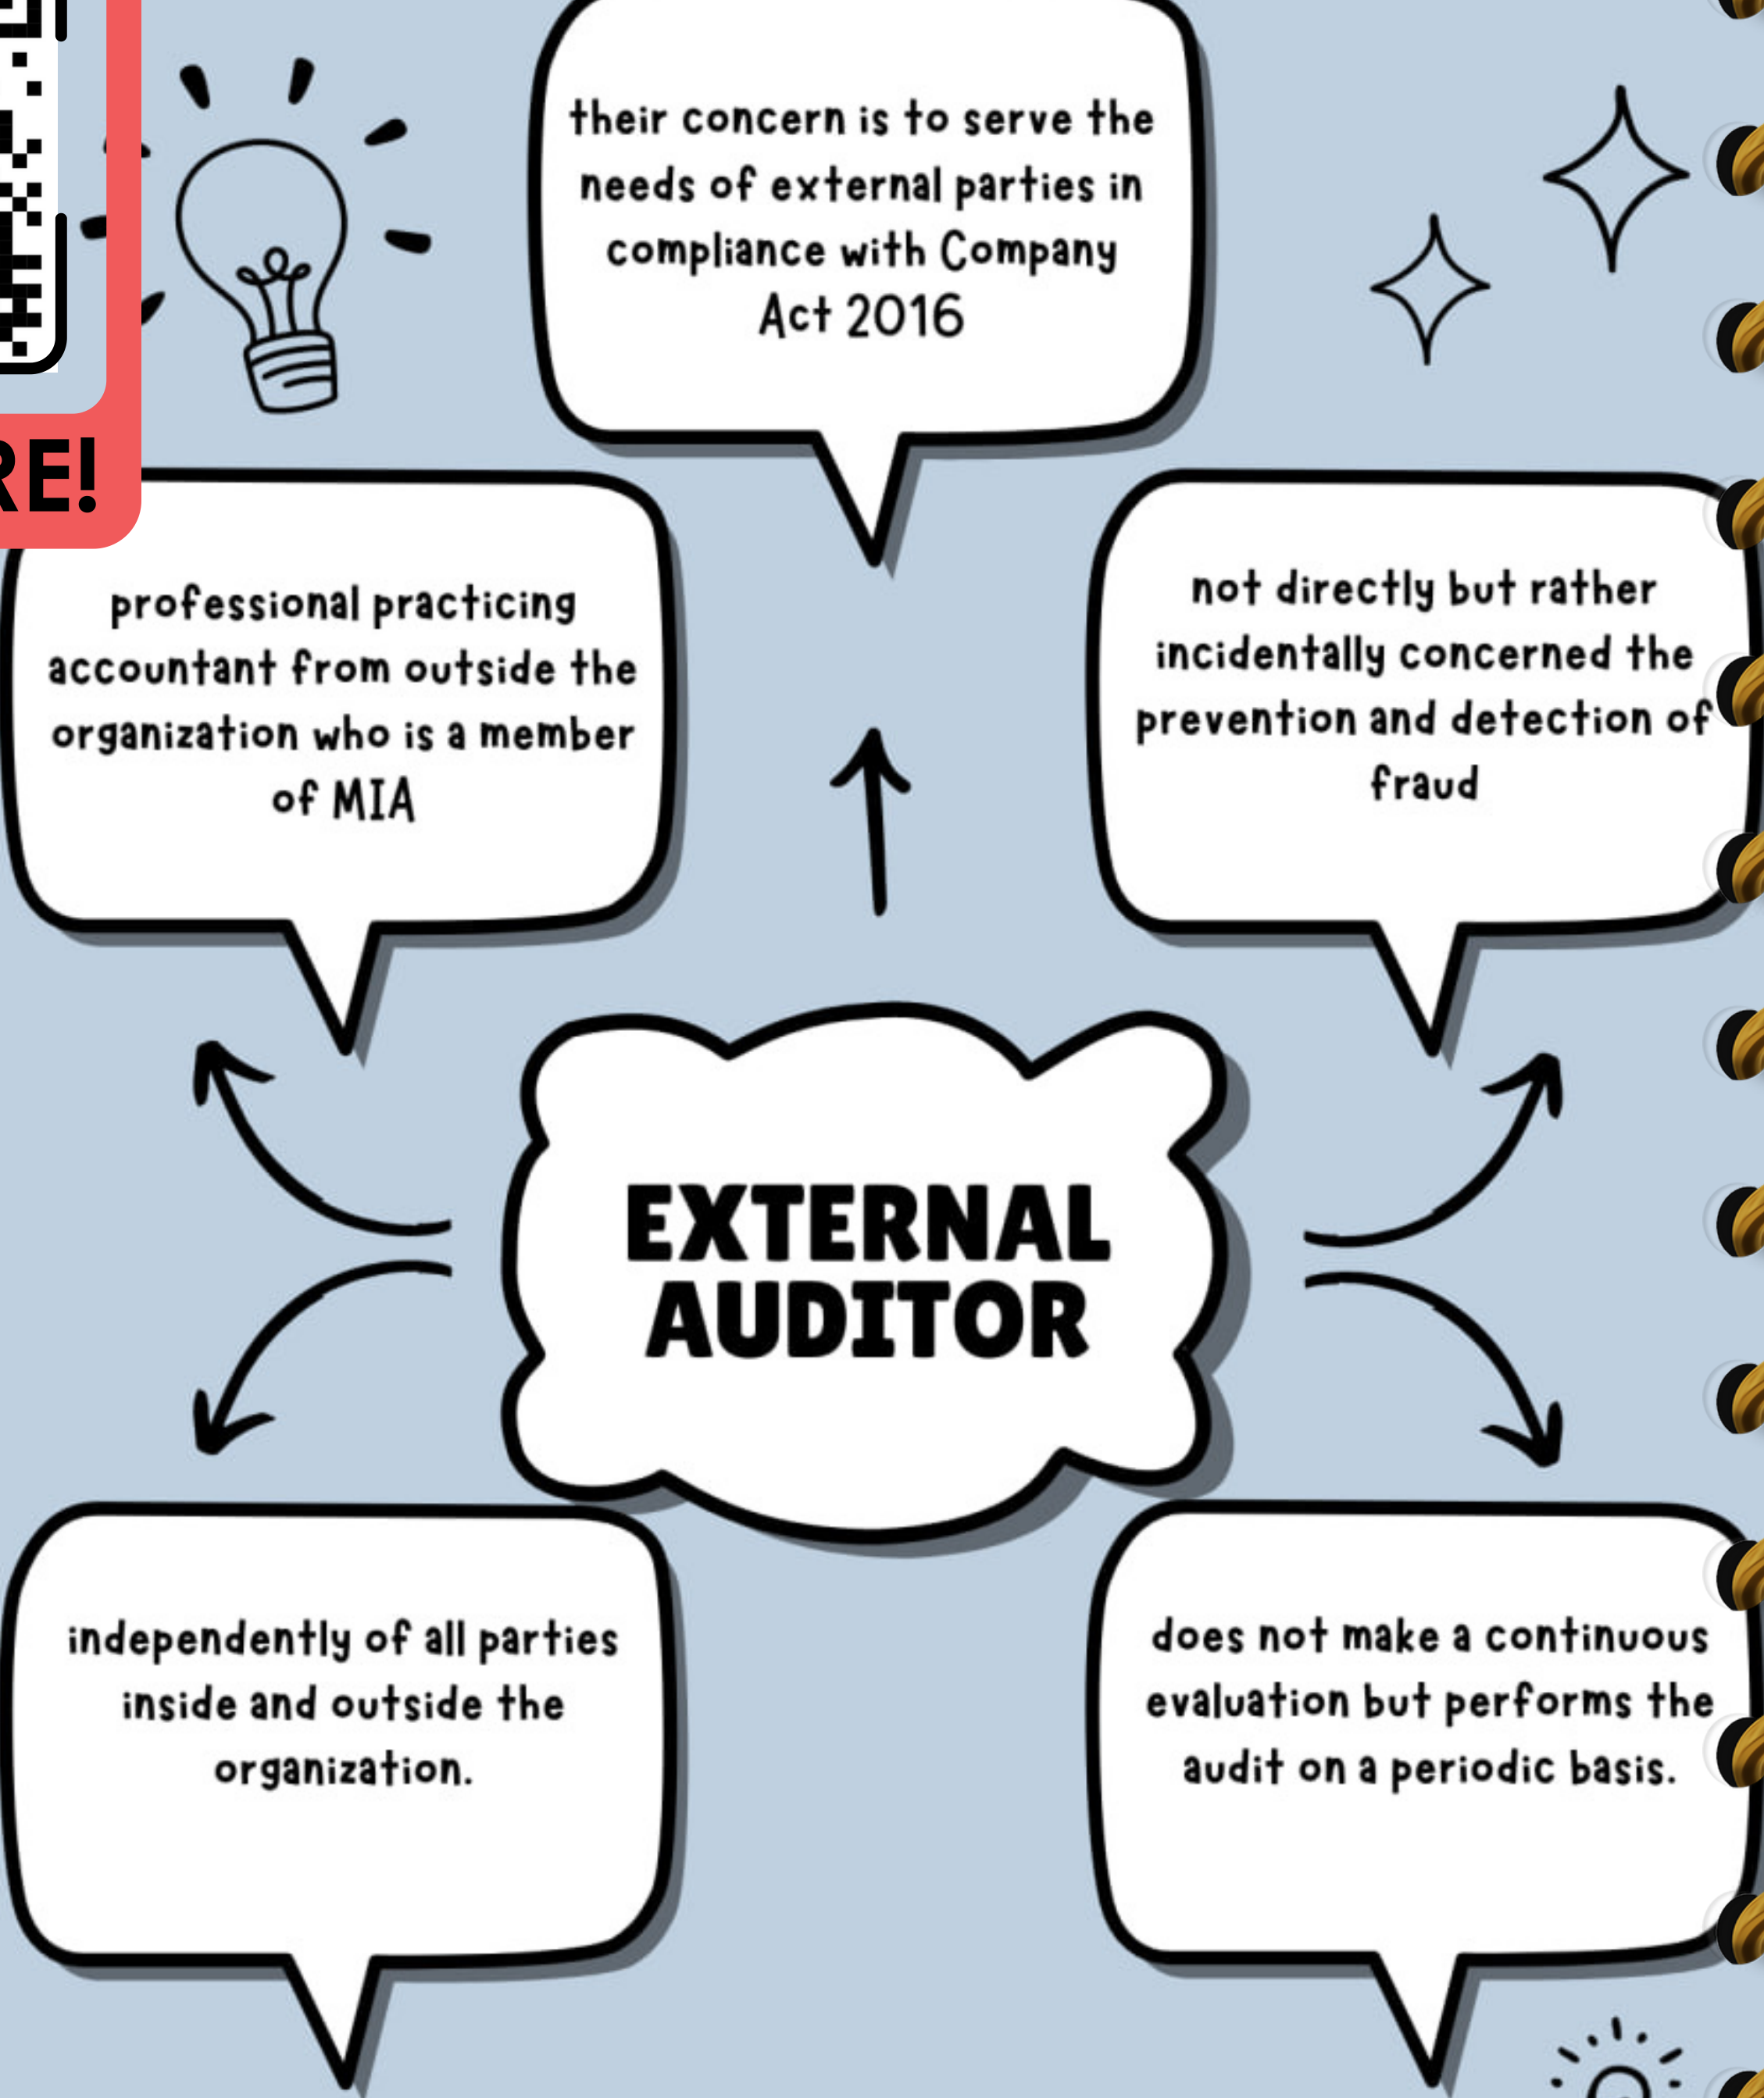 RE!
their concern is to serve the
needs of external parties in
compliance with Company
Act 2016
professional practicing
accountant from outside the
organization who is a member
of MIA
not directly but rather
incidentally concerned the
prevention and detection of
fraud
EXTERNAL
AUDITOR
independently of all parties
inside and outside the
organization.
does not make a continuous
evaluation but performs the
audit on a periodic basis.